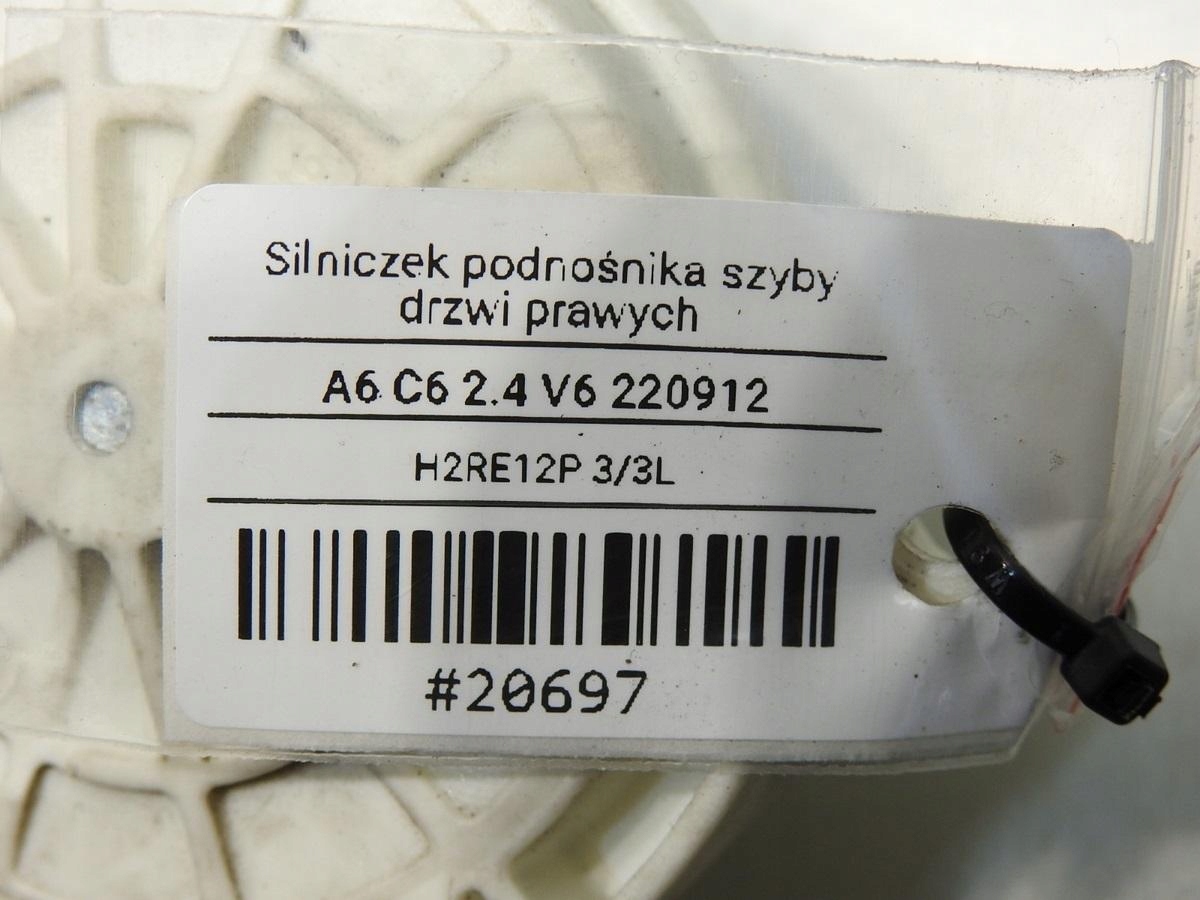 Silniczek podnośnika szyby
drzwi prawych
A6 C6 2.4 V6 220912
H2RE12P 3/3L
#20697